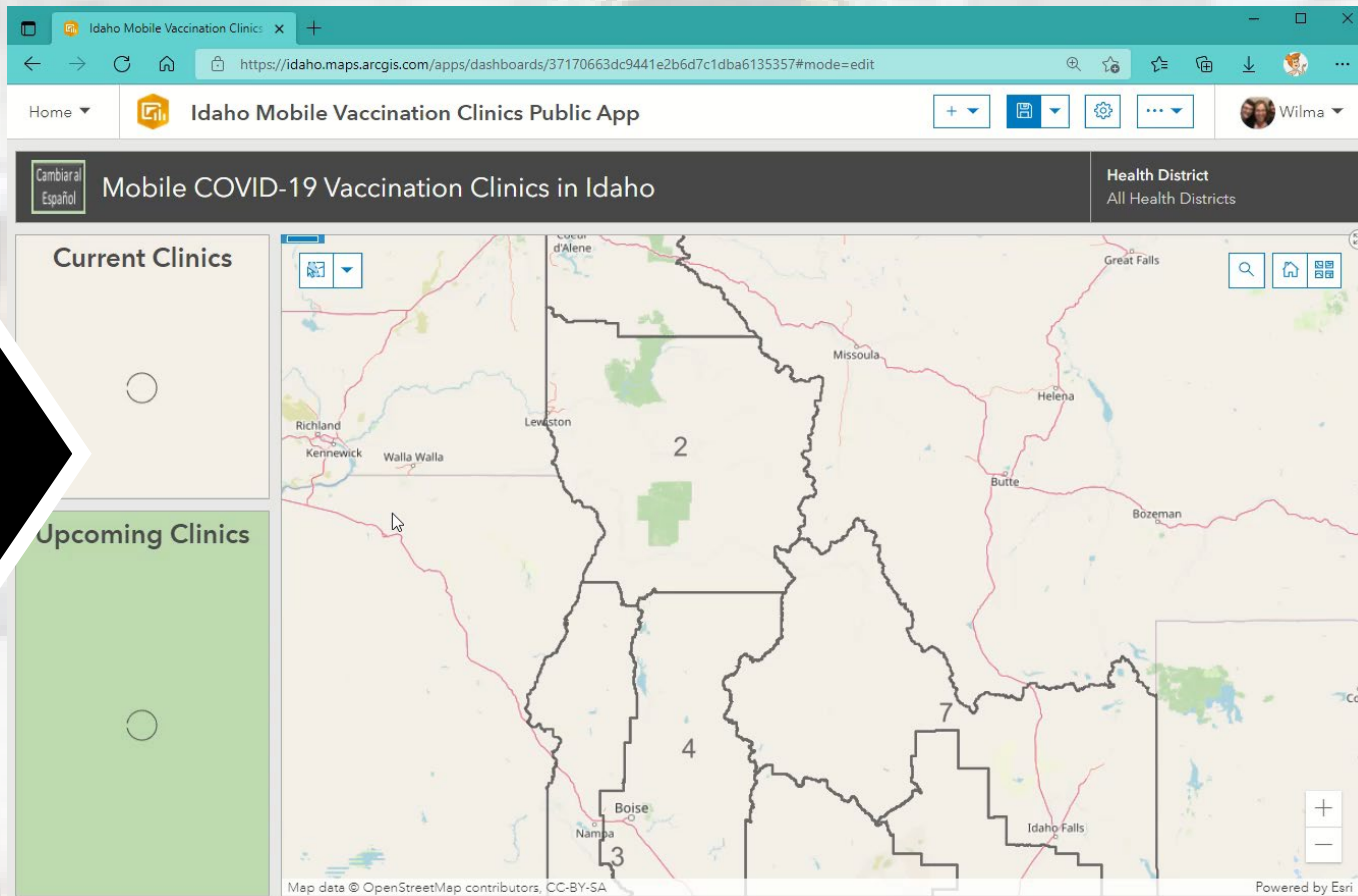 Idaho Mobile Vaccination Clinics
https://idaho.maps.arcgis.com/apps/dashboards/37170663dc9441e2b6d7c1dba6135357#mode=edit
Home
Idaho Mobile Vaccination Clinics Public App
Wilma
Cambiar al
Español
Mobile COVID-19 Vaccination Clinics in Idaho
Health District
All Health Districts
Current Clinics
Upcoming Clinics
Coeur
d'Alene
Great Falls
Missoula
Helena
Richland
Kennewick
Walla Walla
Lewiston
2
Butte
Bozeman
7
4
Boise
Nampa
3
Idaho Falls
Map data © OpenStreetMap contributors, CC-BY-SA
Powered by Esri